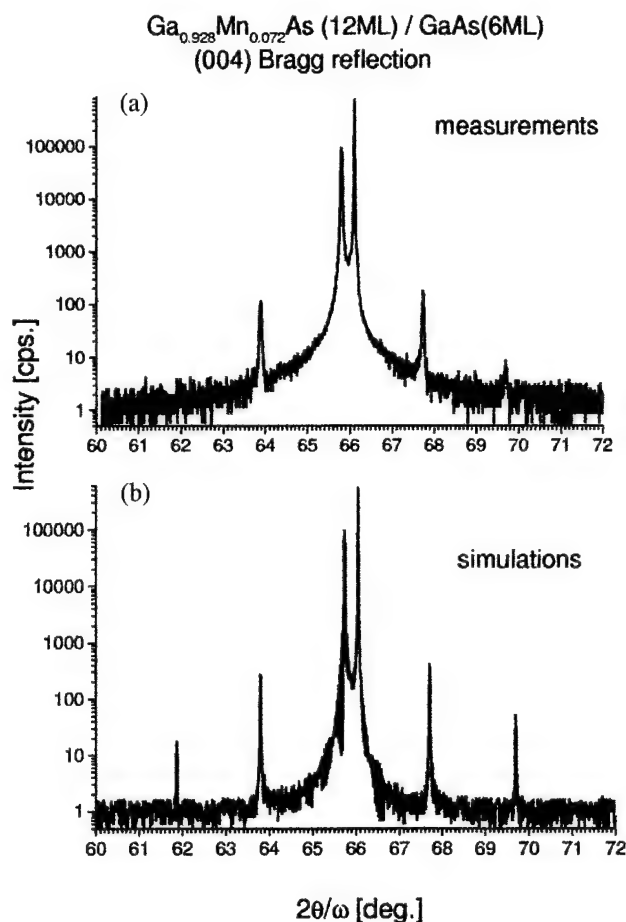 Ga0.928Mn0.072As (12ML) / GaAs(6ML)
(004) Bragg reflection
(a)
measurements
100000
10000
1000
100
10
1
60 61 62 63 64 65 66 67 68 69 70 71 72
Intensity [cps.]
(b)
simulations
100000
10000
1000
100
10
1
60 61 62 63 64 65 66 67 68 69 70 71 72
2θ/ω [deg.]